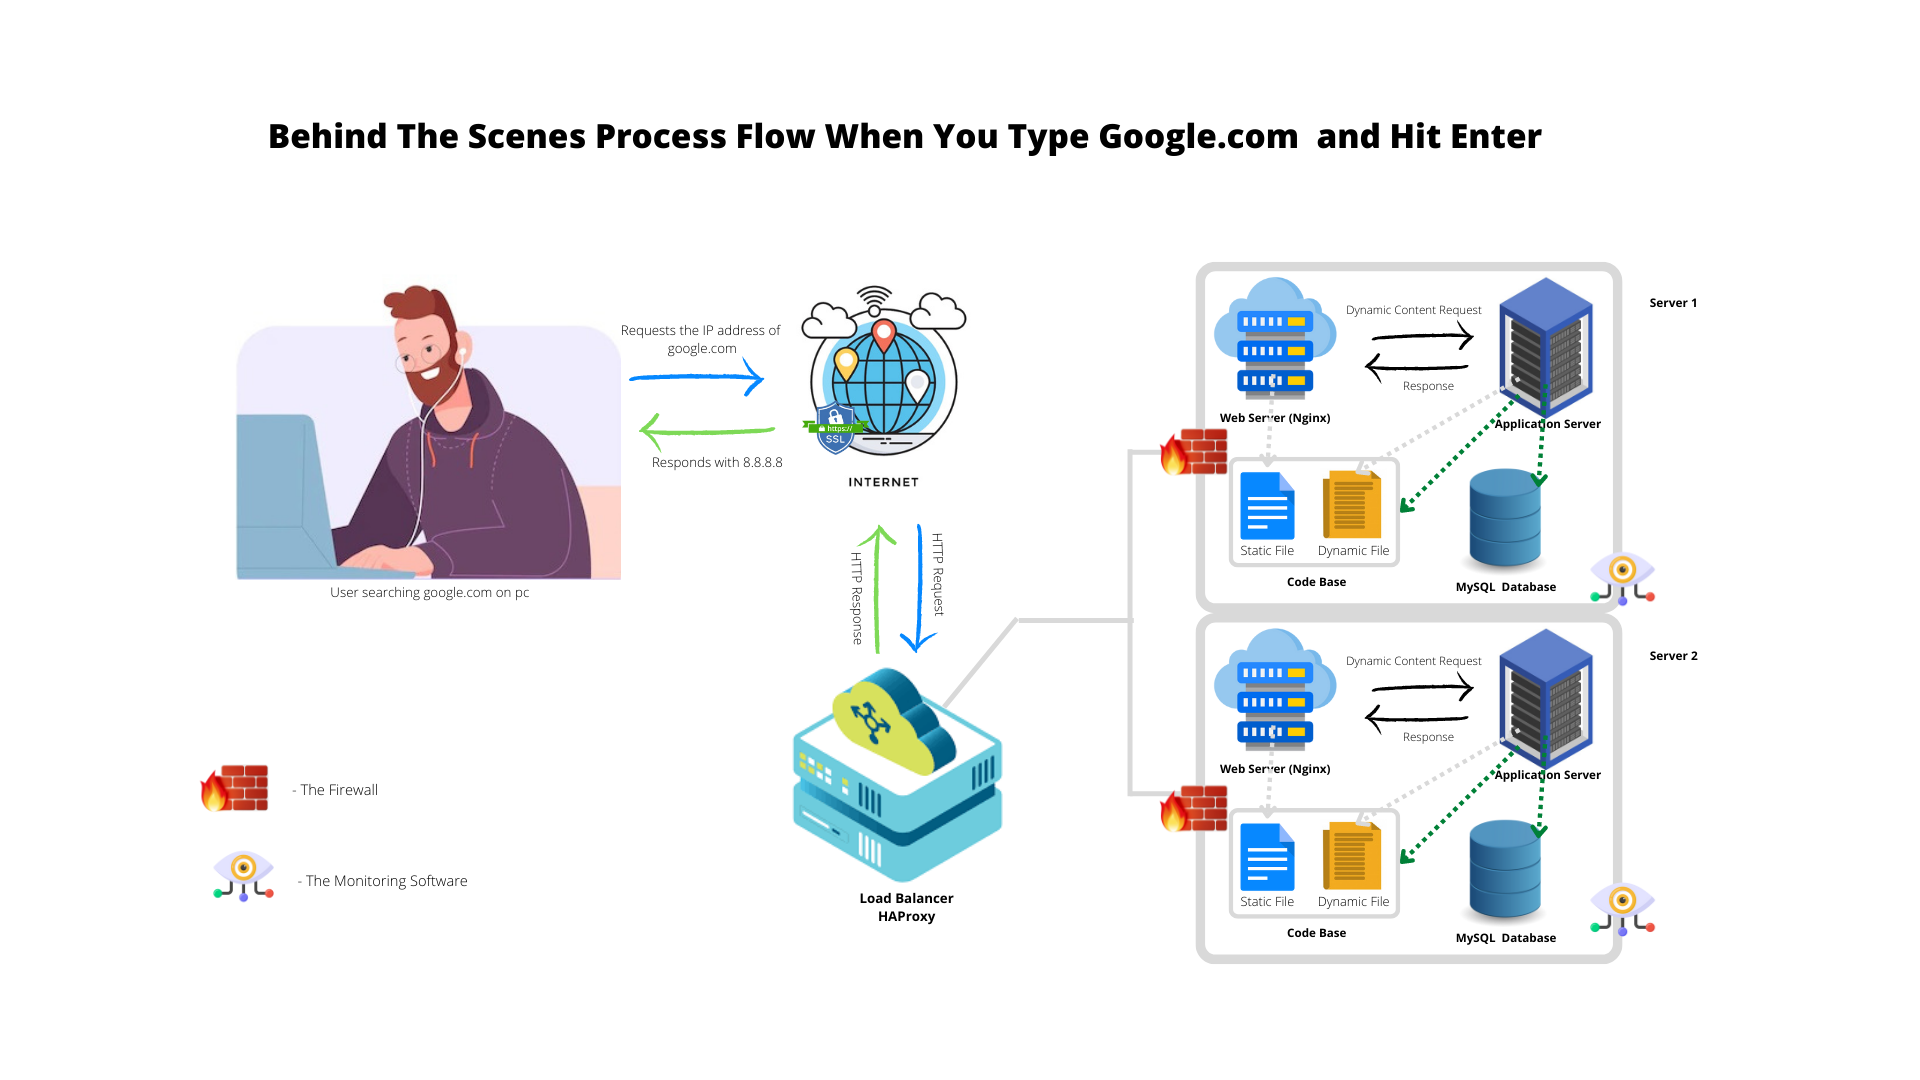 Behind The Scenes Process Flow When You Type Google.com  and Hit Enter
Requests the IP address of
google.com
Responds with 8.8.8.8
https://
SSL
INTERNET
User searching google.com on pc
HTTP Response
HTTP Request
Load Balancer
HAProxy
- The Firewall
- The Monitoring Software
Server 1
Dynamic Content Request
Response
Web Server (Nginx)
Application Server
Static File
Dynamic File
Code Base
MySQL  Database
Server 2
Dynamic Content Request
Response
Web Server (Nginx)
Application Server
Static File
Dynamic File
Code Base
MySQL  Database